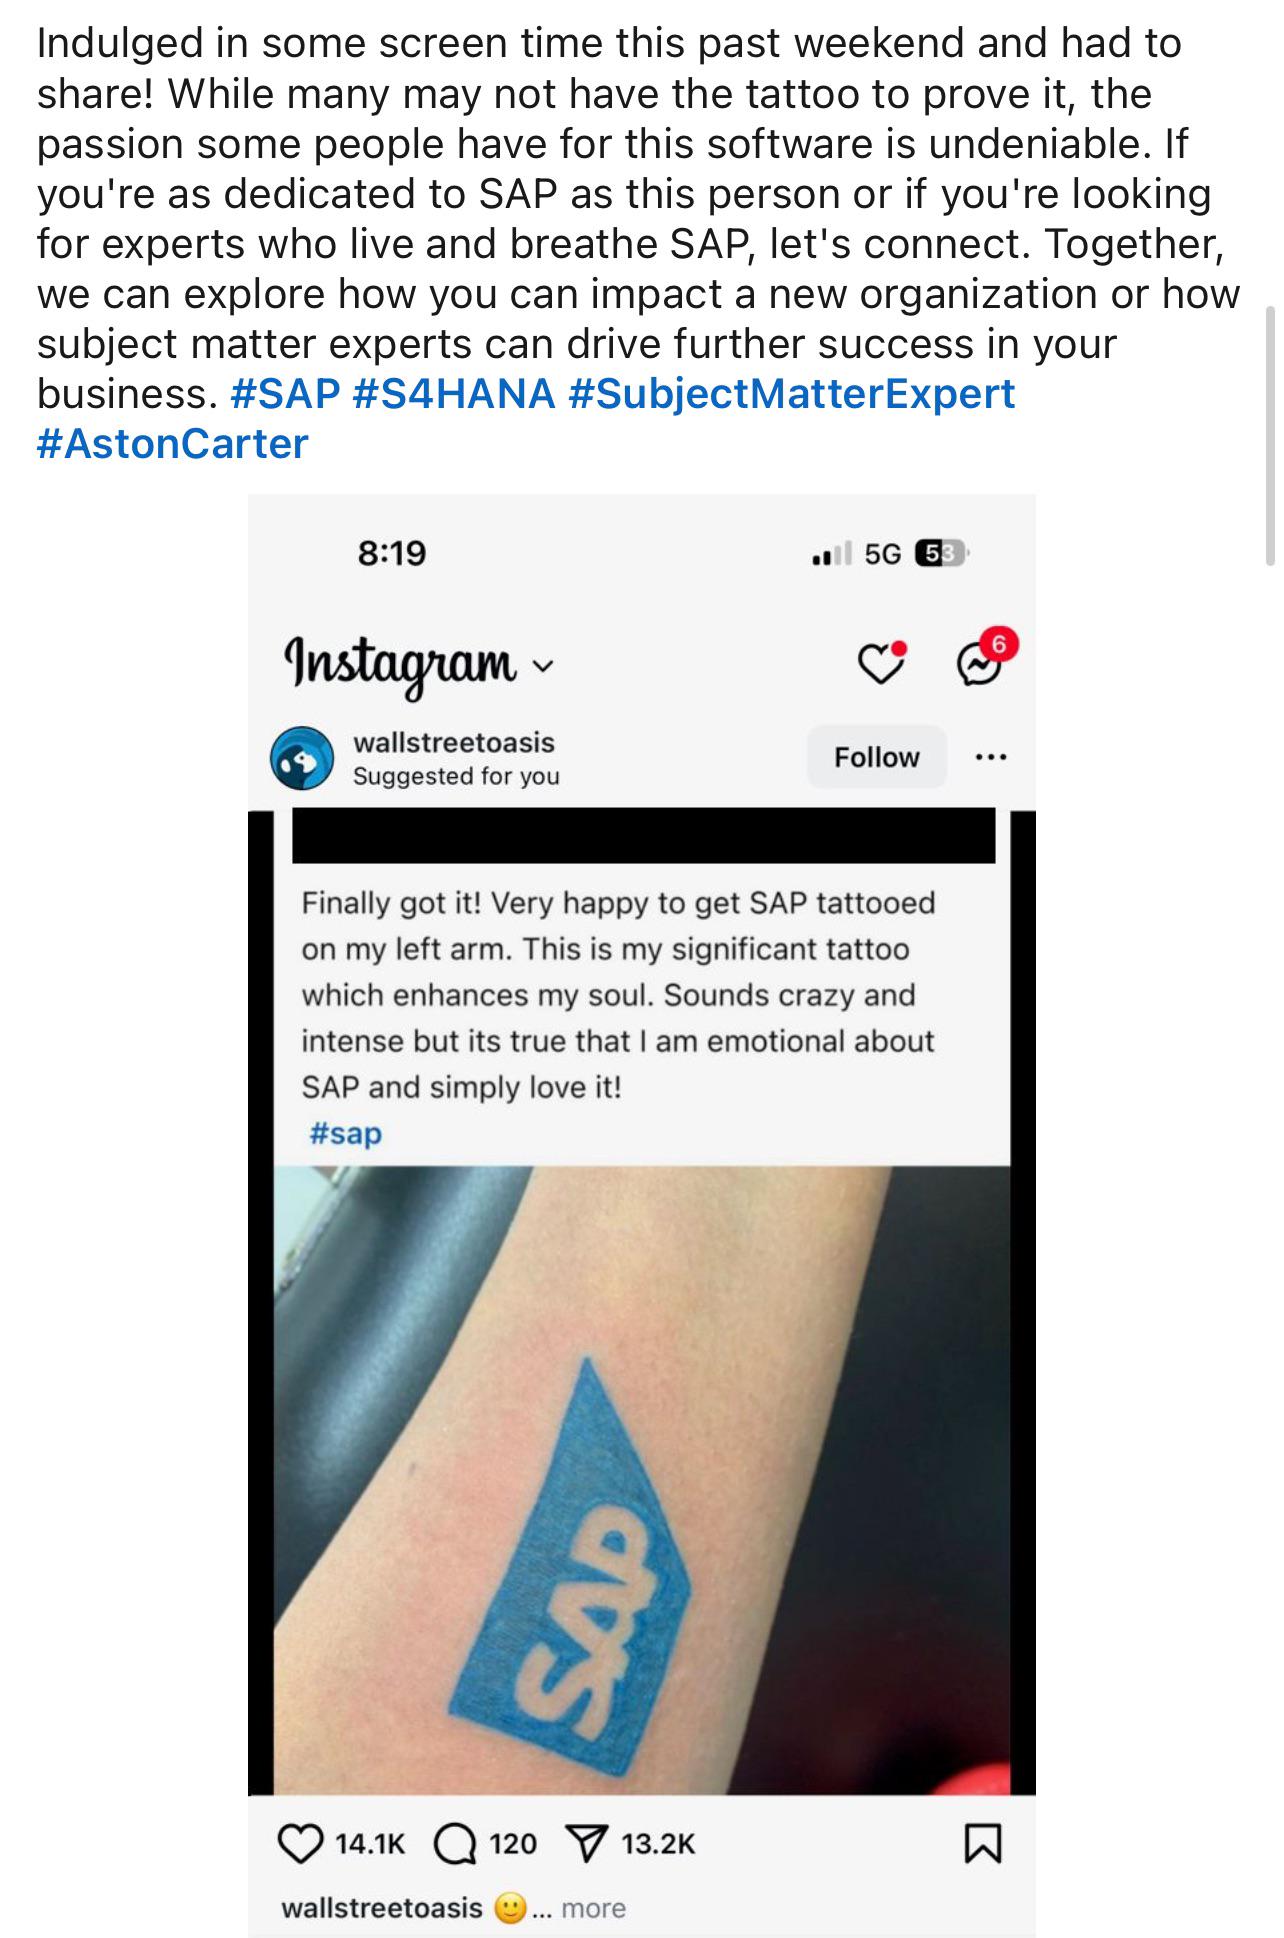 Indulged in some screen time this past weekend and had to
share! While many may not have the tattoo to prove it, the
passion some people have for this software is undeniable. If
you're as dedicated to SAP as this person or if you're looking
for experts who live and breathe SAP, let's connect. Together,
we can explore how you can impact a new organization or how
subject matter experts can drive further success in your
business. #SAP #S4HANA #SubjectMatterExpert
#AstonCarter
8:19 5G 53
Instagram 6
wallstreetoasis
Suggested for you
Follow
Finally got it! Very happy to get SAP tattooed
on my left arm. This is my significant tattoo
which enhances my soul. Sounds crazy and
intense but its true that I am emotional about
SAP and simply love it!
#sap
SAP
14.1K 120 13.2K
wallstreetoasis 🙂... more